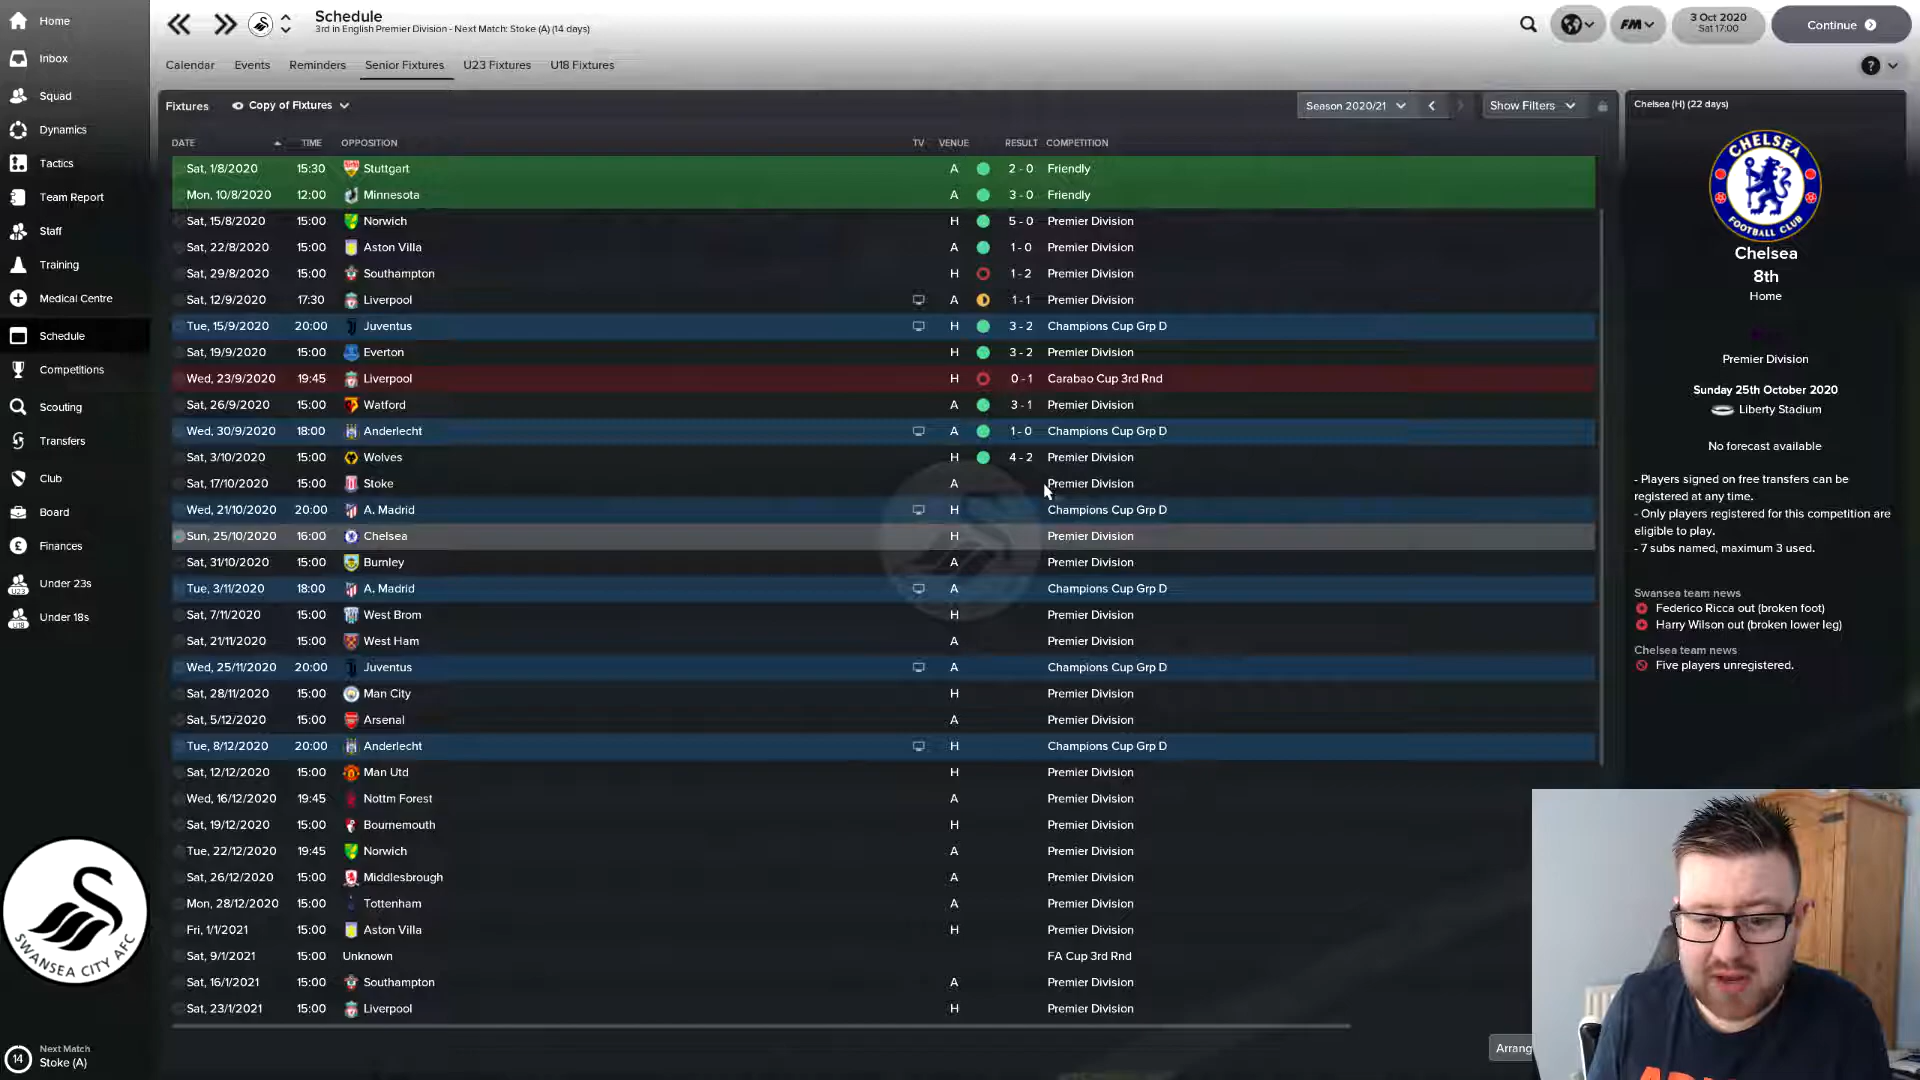 Home
Inbox
Squad
Dynamics
Tactics
Team Report
Staff
Training
Medical Centre
Schedule
Competitions
Scouting
Transfers
Club
Board
Finances
Under 23s
Under 18s
SWANSEA CITY AFC
14
Next Match
Stoke (A)
Schedule
3rd in English Premier Division - Next Match: Stoke (A) (14 days)
FM
3 Oct 2020
Sat 17:00
Continue
Calendar Events Reminders Senior Fixtures U23 Fixtures U18 Fixtures
Fixtures Copy of Fixtures Season 2020/21 Show Filters
DATE TIME OPPOSITION TV VENUE RESULT COMPETITION
Sat, 1/8/2020 15:30 Stuttgart A 2 - 0 Friendly
Mon, 10/8/2020 12:00 Minnesota A 3 - 0 Friendly
Sat, 15/8/2020 15:00 Norwich H 5 - 0 Premier Division
Sat, 22/8/2020 15:00 Aston Villa A 1 - 0 Premier Division
Sat, 29/8/2020 15:00 Southampton H 1 - 2 Premier Division
Sat, 12/9/2020 17:30 Liverpool A 1 - 1 Premier Division
Tue, 15/9/2020 20:00 Juventus H 3 - 2 Champions Cup Grp D
Sat, 19/9/2020 15:00 Everton H 3 - 2 Premier Division
Wed, 23/9/2020 19:45 Liverpool H 0 - 1 Carabao Cup 3rd Rnd
Sat, 26/9/2020 15:00 Watford A 3 - 1 Premier Division
Wed, 30/9/2020 18:00 Anderlecht A 1 - 0 Champions Cup Grp D
Sat, 3/10/2020 15:00 Wolves H 4 - 2 Premier Division
Sat, 17/10/2020 15:00 Stoke A Premier Division
Wed, 21/10/2020 20:00 A. Madrid H Champions Cup Grp D
Sun, 25/10/2020 16:00 Chelsea H Premier Division
Sat, 31/10/2020 15:00 Burnley A Premier Division
Tue, 3/11/2020 18:00 A. Madrid A Champions Cup Grp D
Sat, 7/11/2020 15:00 West Brom H Premier Division
Sat, 21/11/2020 15:00 West Ham A Premier Division
Wed, 25/11/2020 20:00 Juventus A Champions Cup Grp D
Sat, 28/11/2020 15:00 Man City H Premier Division
Sat, 5/12/2020 15:00 Arsenal A Premier Division
Tue, 8/12/2020 20:00 Anderlecht H Champions Cup Grp D
Sat, 12/12/2020 15:00 Man Utd H Premier Division
Wed, 16/12/2020 19:45 Nottm Forest A Premier Division
Sat, 19/12/2020 15:00 Bournemouth H Premier Division
Tue, 22/12/2020 19:45 Norwich A Premier Division
Sat, 26/12/2020 15:00 Middlesbrough A Premier Division
Mon, 28/12/2020 15:00 Tottenham A Premier Division
Fri, 1/1/2021 15:00 Aston Villa H Premier Division
Sat, 9/1/2021 15:00 Unknown FA Cup 3rd Rnd
Sat, 16/1/2021 15:00 Southampton A Premier Division
Sat, 23/1/2021 15:00 Liverpool H Premier Division
Arrang
Chelsea (H) (22 days)
CHELSEA
FOOTBALL CLUB
Chelsea
8th
Home
Premier Division
Sunday 25th October 2020
Liberty Stadium
No forecast available
- Players signed on free transfers can be
registered at any time.
- Only players registered for this competition are
eligible to play.
- 7 subs named, maximum 3 used.
Swansea team news
Federico Ricca out (broken foot)
Harry Wilson out (broken lower leg)
Chelsea team news
Five players unregistered.